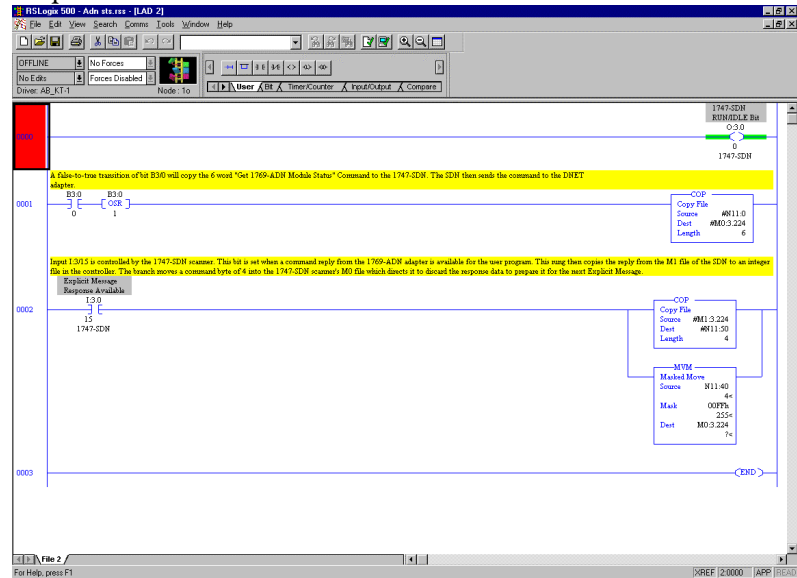 RSLogix 500 - Adn sts.rss - [LAD 2]
File Edit View Search Comms Tools Window Help
OFFLINE No Forces
No Edits Forces Disabled
Driver: AB_KT-1 Node: 1o
User Bit Timer/Counter Input/Output Compare
1747-SDN
RUN/IDLE Bit
O:3.0
0000
0
1747-SDN
A false-to-true transition of bit B3/0 will copy the 6 word "Get 1769-ADN Module Status" Command to the 1747-SDN. The SDN then sends the command to the DNET
adapter.
B3:0 B3:0
0001
OSR
0 1
COP
Copy File
Source #N11:0
Dest #M0:3.224
Length 6
Input I:3/15 is controlled by the 1747-SDN scanner. This bit is set when a command reply from the 1769-ADN adapter is available for the user program. This rung then copies the reply from the M1 file of the SDN to an integer
file in the controller. The branch moves a command byte of 4 into the 1747-SDN scanner's M0 file which directs it to discard the response data to prepare it for the next Explicit Message.
Explicit Message
Response Available
I:3.0
0002
15
1747-SDN
COP
Copy File
Source #M1:3.224
Dest #N11:50
Length 4
MVM
Masked Move
Source N11:40
4<
Mask 00FFh
255<
Dest M0:3.224
?<
0003
END
File 2
For Help, press F1
XREF 2:0000 APP READ